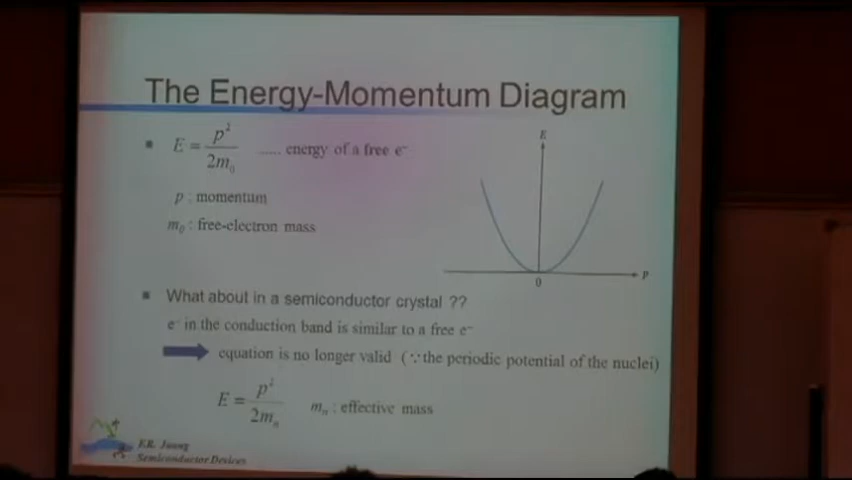 The Energy-Momentum Diagram
E = p²/2m₀ ..... energy of a free e⁻
p : momentum
m₀ : free-electron mass
E
P
0
What about in a semiconductor crystal ??
e⁻ in the conduction band is similar to a free e⁻
equation is no longer valid (∵the periodic potential of the nuclei)
E = p²/2mₙ mₙ : effective mass
Semiconductor Devices